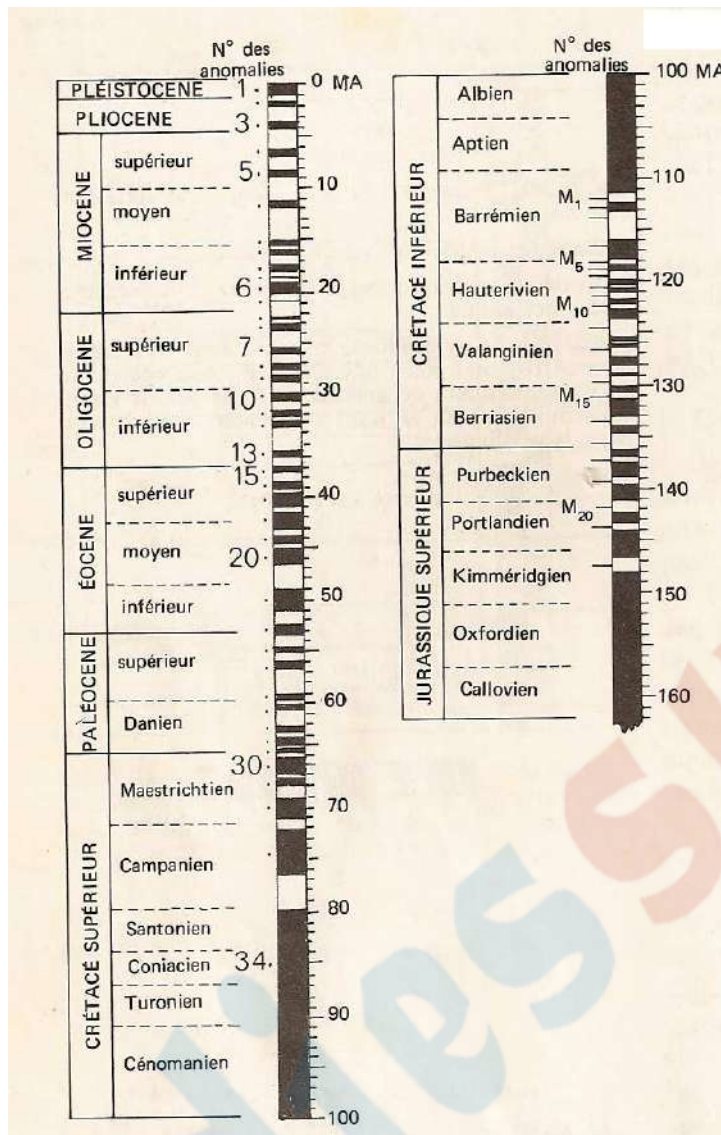 N° des
anomalies
0 MA
PLÉISTOCENE
1
PLIOCENE
3
MIOCENE
supérieur
5
10
moyen
inférieur
6
20
OLIGOCENE
supérieur
7
10
30
inférieur
13
ÉOCENE
15
supérieur
40
moyen
20
50
inférieur
PALÉOCENE
supérieur
60
Danien
CRÉTACÉ SUPÉRIEUR
30
Maestrichtien
70
Campanien
80
Santonien
Coniacien
34
Turonien
90
Cénomanien
100
N° des
anomalies
100 MA
CRÉTACÉ INFÉRIEUR
Albien
Aptien
110
M1
Barrémien
M5
120
Hauterivien
M10
Valanginien
130
M15
Berriasien
JURASSIQUE SUPÉRIEUR
Purbeckien
140
M20
Portlandien
Kimméridgien
150
Oxfordien
Callovien
160